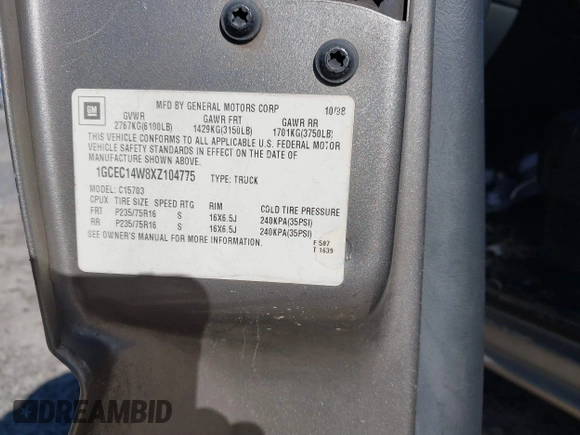 GM
MFD BY GENERAL MOTORS CORP 10/98
GVWR GAWR FRT GAWR RR
2767KG(6100LB) 1429KG(3150LB) 1701KG(3750LB)
THIS VEHICLE CONFORMS TO ALL APPLICABLE U.S. FEDERAL MOTOR
VEHICLE SAFETY STANDARDS IN EFFECT ON THE DATE OF
MANUFACTURE SHOWN ABOVE.
1GCEC14W8XZ104775 TYPE: TRUCK
MODEL: C15703
CPUX TIRE SIZE SPEED RTG RIM COLD TIRE PRESSURE
FRT P235/75R16 S 16X6.5J 240KPA(35PSI)
RR P235/75R16 S 16X6.5J 240KPA(35PSI)
SEE OWNER'S MANUAL FOR MORE INFORMATION.
F 507
T 1639
DREAMBID